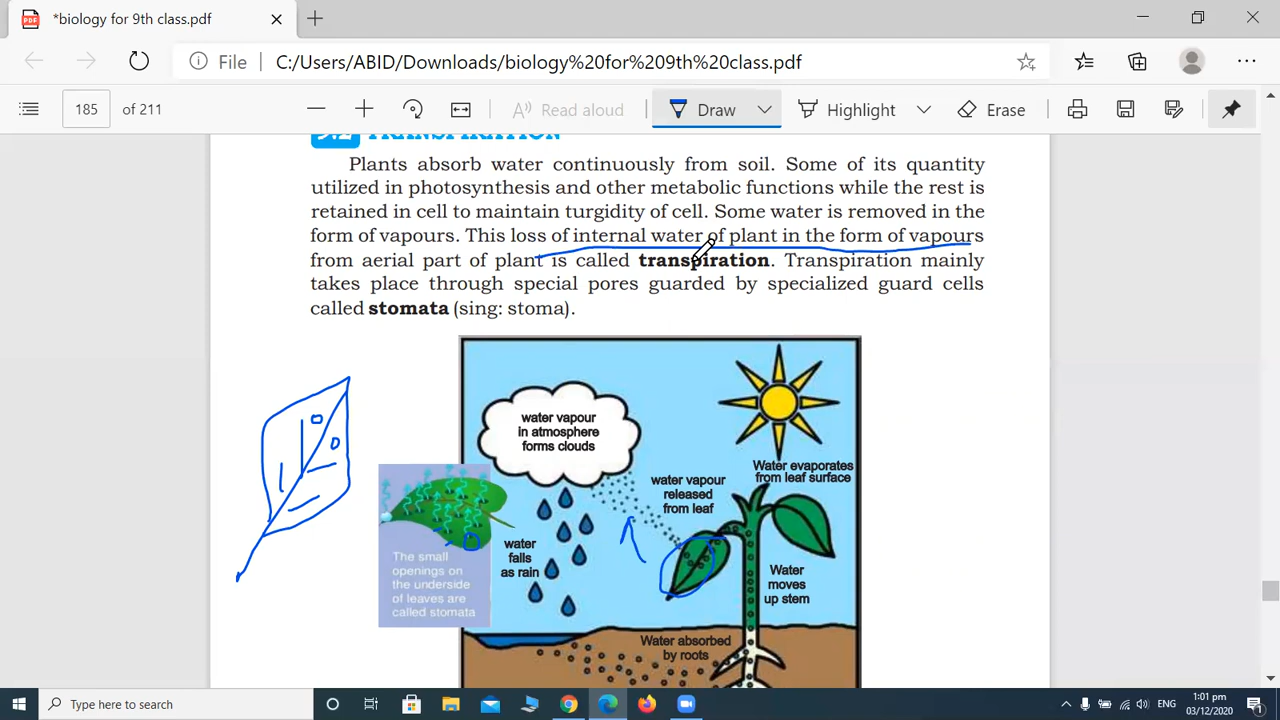 *biology for 9th class.pdf
File
C:/Users/ABID/Downloads/biology%20for%209th%20class.pdf
185 of 211
Read aloud
Draw
Highlight
Erase
9.2 TRANSPIRATION
Plants absorb water continuously from soil. Some of its quantity
utilized in photosynthesis and other metabolic functions while the rest is
retained in cell to maintain turgidity of cell. Some water is removed in the
form of vapours. This loss of internal water of plant in the form of vapours
from aerial part of plant is called transpiration. Transpiration mainly
takes place through special pores guarded by specialized guard cells
called stomata (sing: stoma).
water vapour
in atmosphere
forms clouds
Water evaporates
from leaf surface
water vapour
released
from leaf
water
falls
as rain
The small
openings on
the underside
of leaves are
called stomata
Water
moves
up stem
Water absorbed
by roots
Type here to search
ENG
1:01 pm
03/12/2020